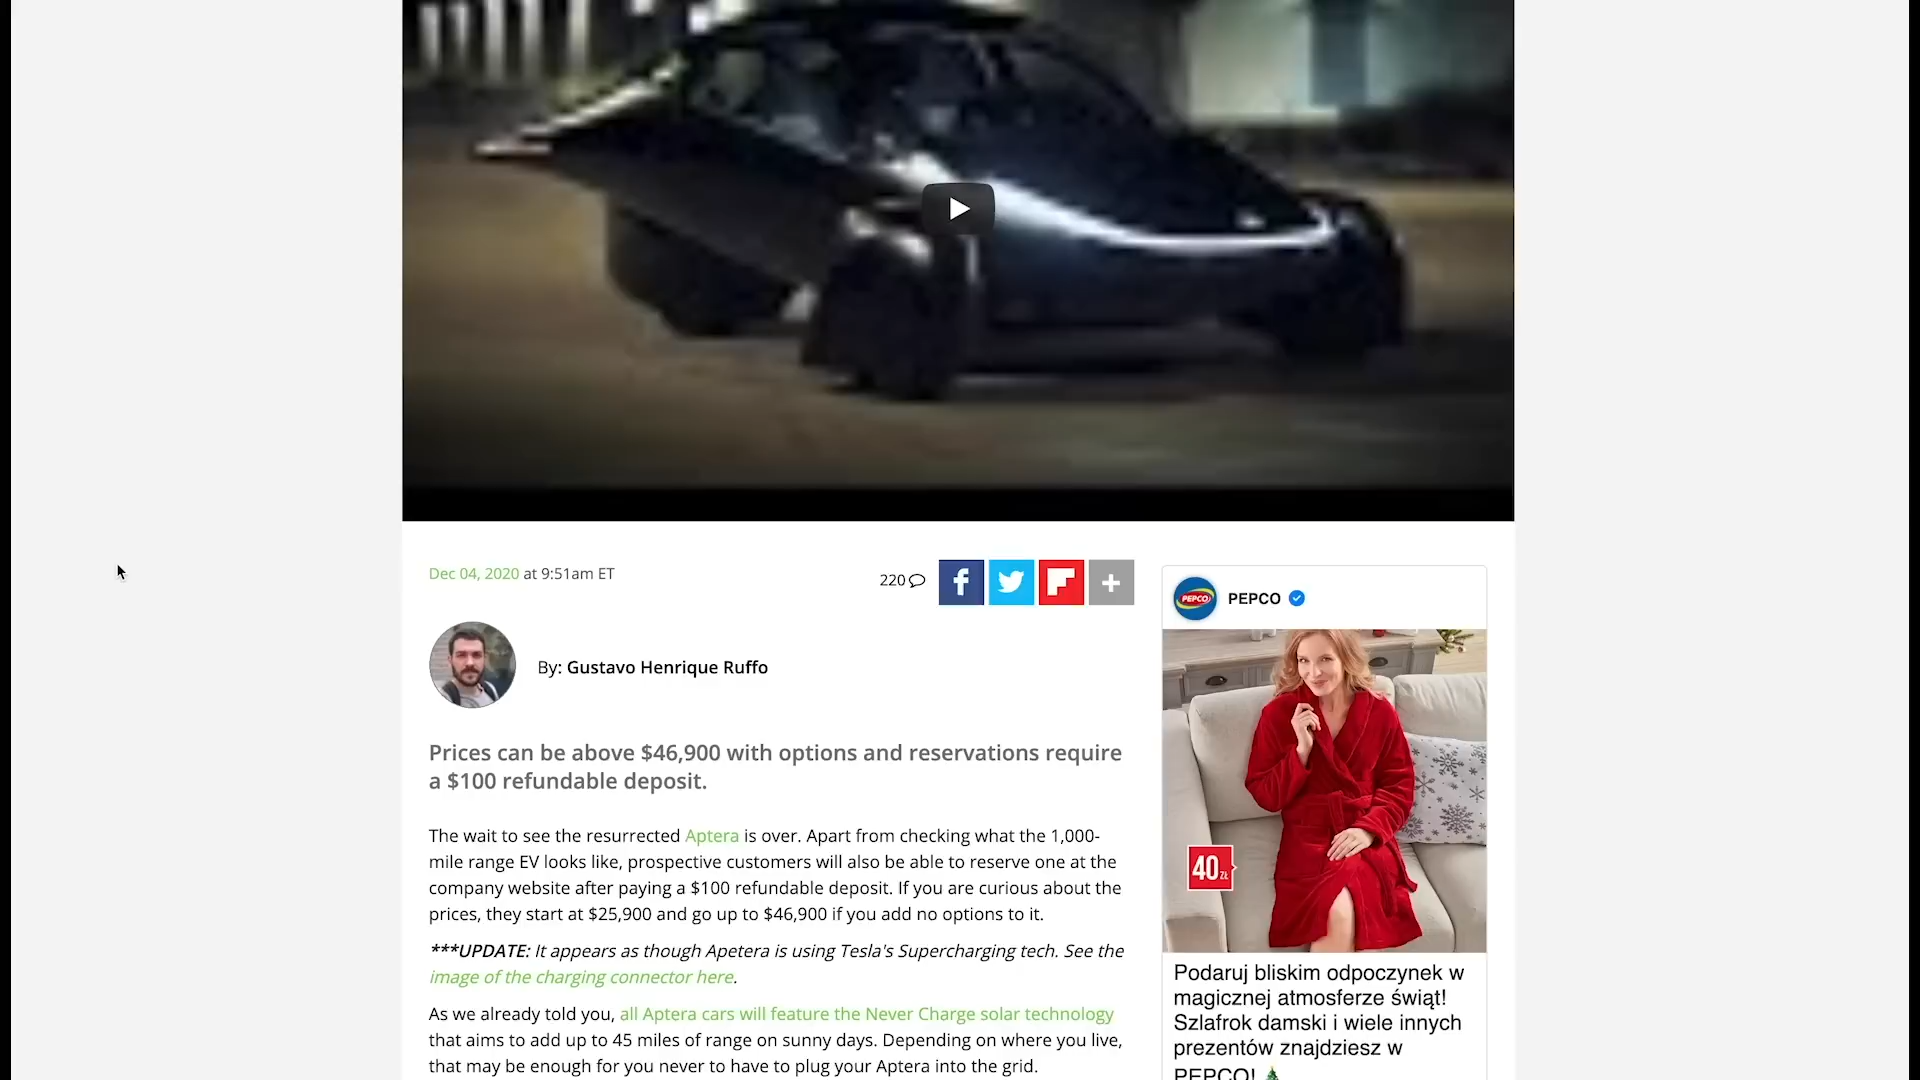 Dec 04, 2020 at 9:51am ET
220
f
+
By: Gustavo Henrique Ruffo
Prices can be above $46,900 with options and reservations require
a $100 refundable deposit.
The wait to see the resurrected Aptera is over. Apart from checking what the 1,000-
mile range EV looks like, prospective customers will also be able to reserve one at the
company website after paying a $100 refundable deposit. If you are curious about the
prices, they start at $25,900 and go up to $46,900 if you add no options to it.
***UPDATE: It appears as though Apetera is using Tesla's Supercharging tech. See the
image of the charging connector here.
As we already told you, all Aptera cars will feature the Never Charge solar technology
that aims to add up to 45 miles of range on sunny days. Depending on where you live,
that may be enough for you never to have to plug your Aptera into the grid.
PEPCO
PEPCO
40 ZŁ
Podaruj bliskim odpoczynek w
magicznej atmosferze świąt!
Szlafrok damski i wiele innych
prezentów znajdziesz w
PEPCO! 🎄